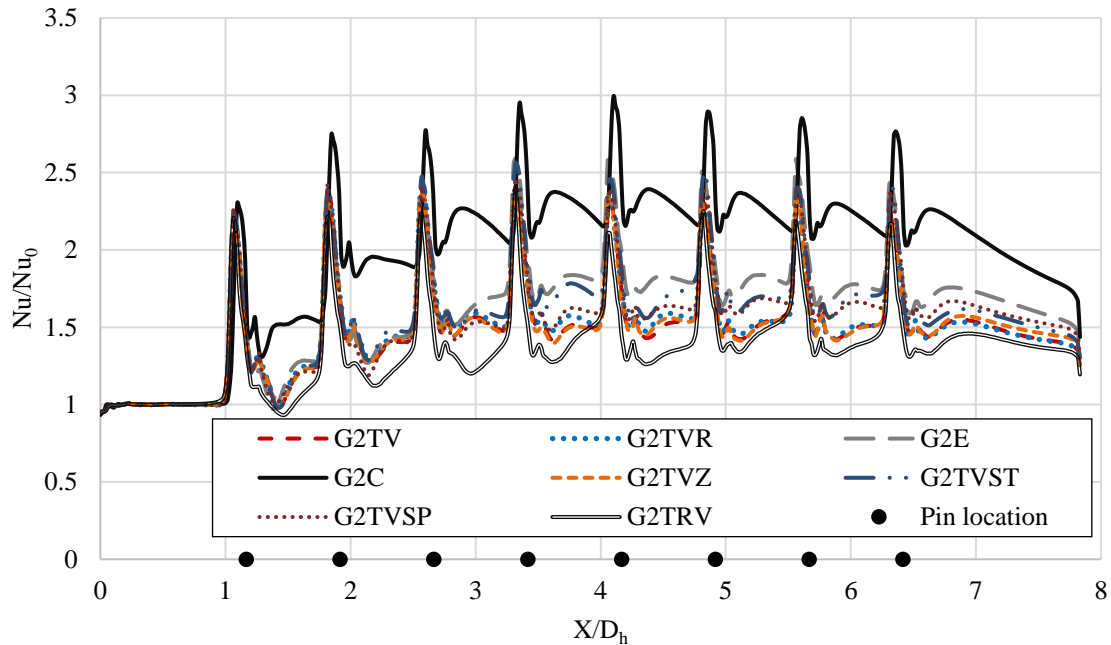 3.5
3
2.5
2
1.5
1
0.5
0
Nu/Nu0
G2TV G2TVR G2E
G2C G2TVZ G2TVST
G2TVSP G2TRV Pin location
0 1 2 3 4 5 6 7 8
X/Dh